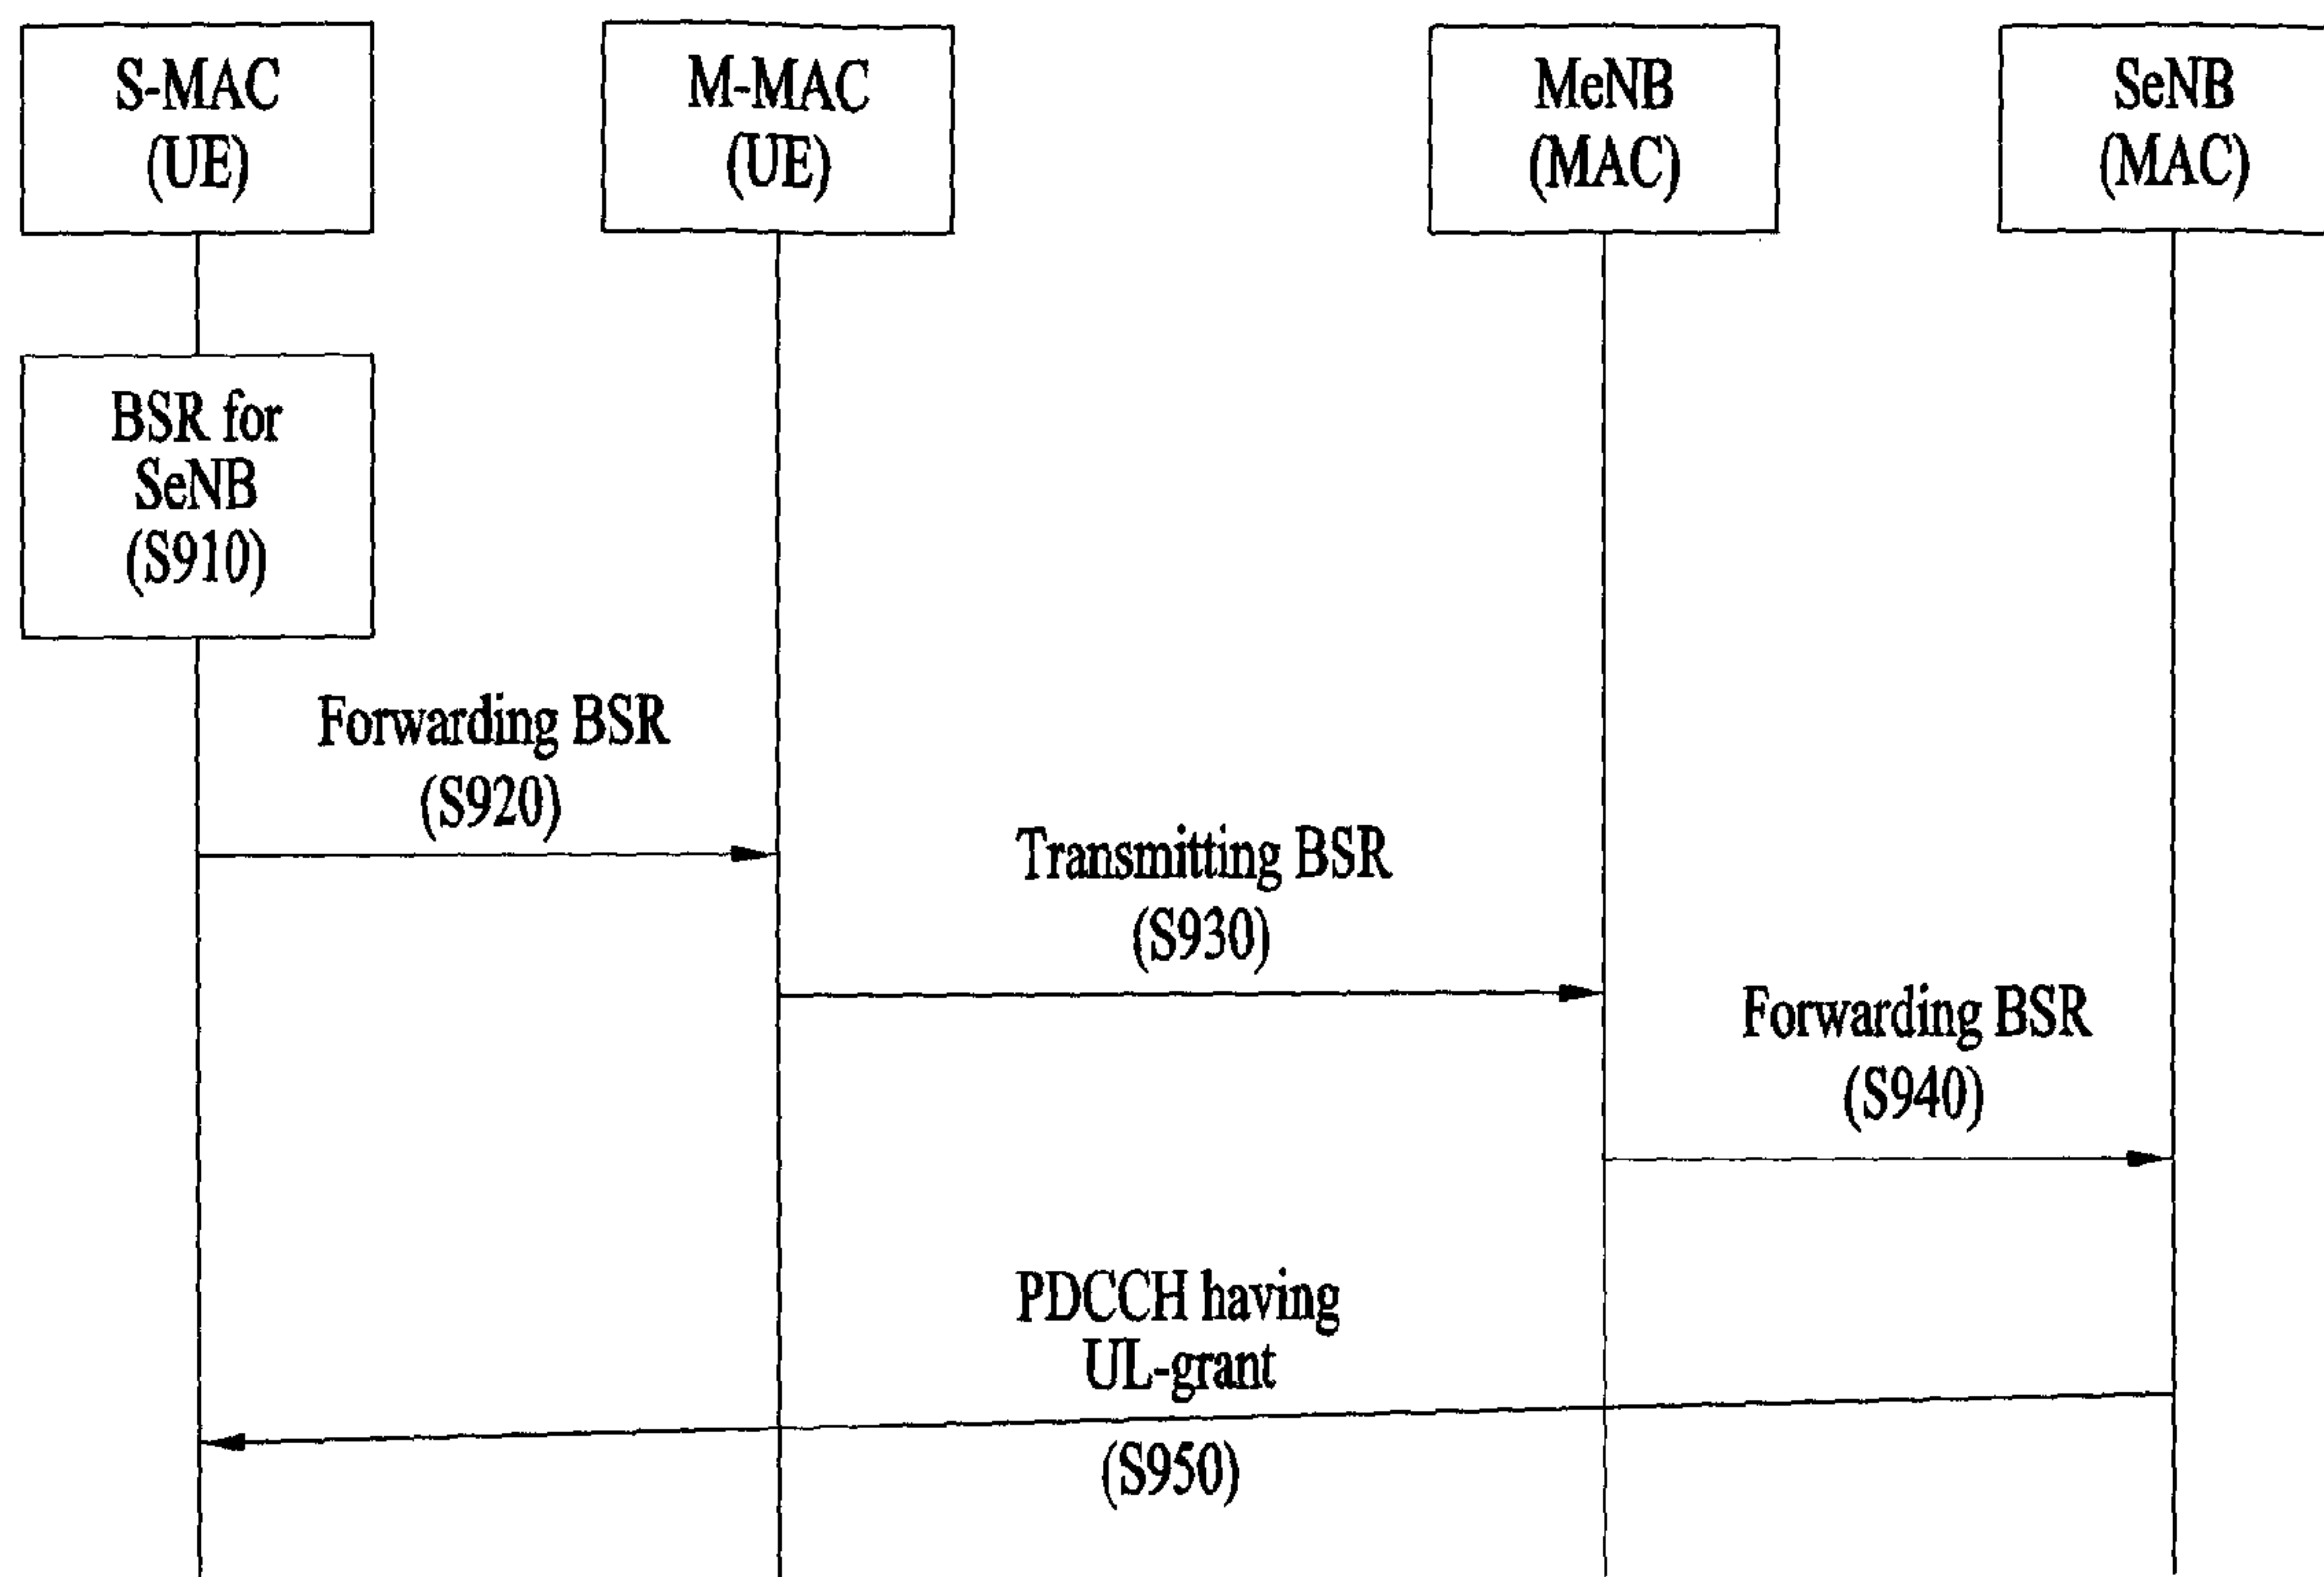 S-MAC
(UE)
M-MAC
(UE)
MeNB
(MAC)
SeNB
(MAC)
BSR for
SeNB
(S910)
Forwarding BSR
(S920)
Transmitting BSR
(S930)
Forwarding BSR
(S940)
PDCCH having
UL-grant
(S950)